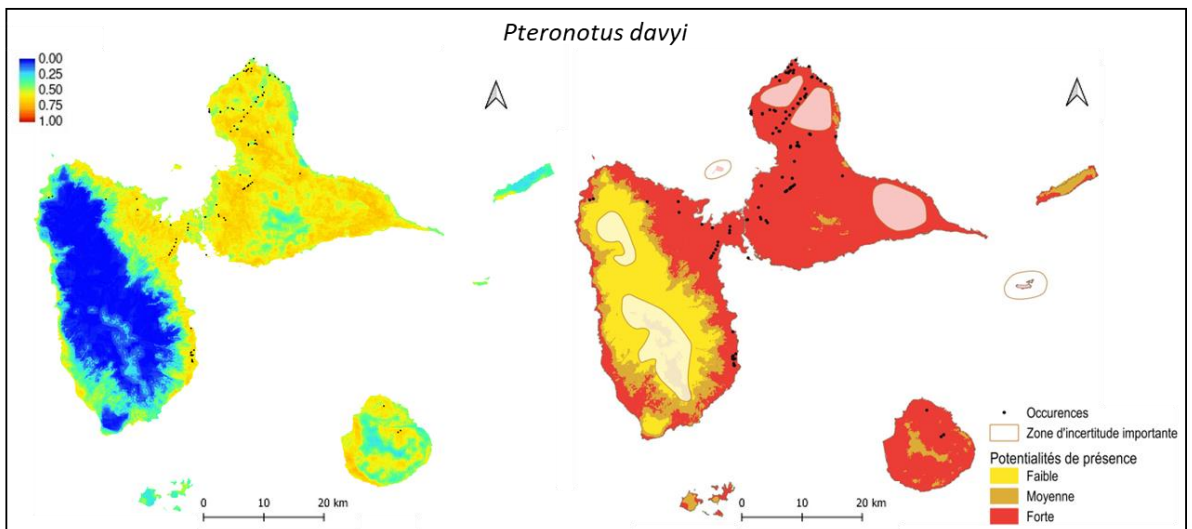 Pteronotus davyi
0.00
0.25
0.50
0.75
1.00
0 10 20 km
Occurences
Zone d'incertitude importante
Potentialités de présence
Faible
Moyenne
Forte
0 10 20 km